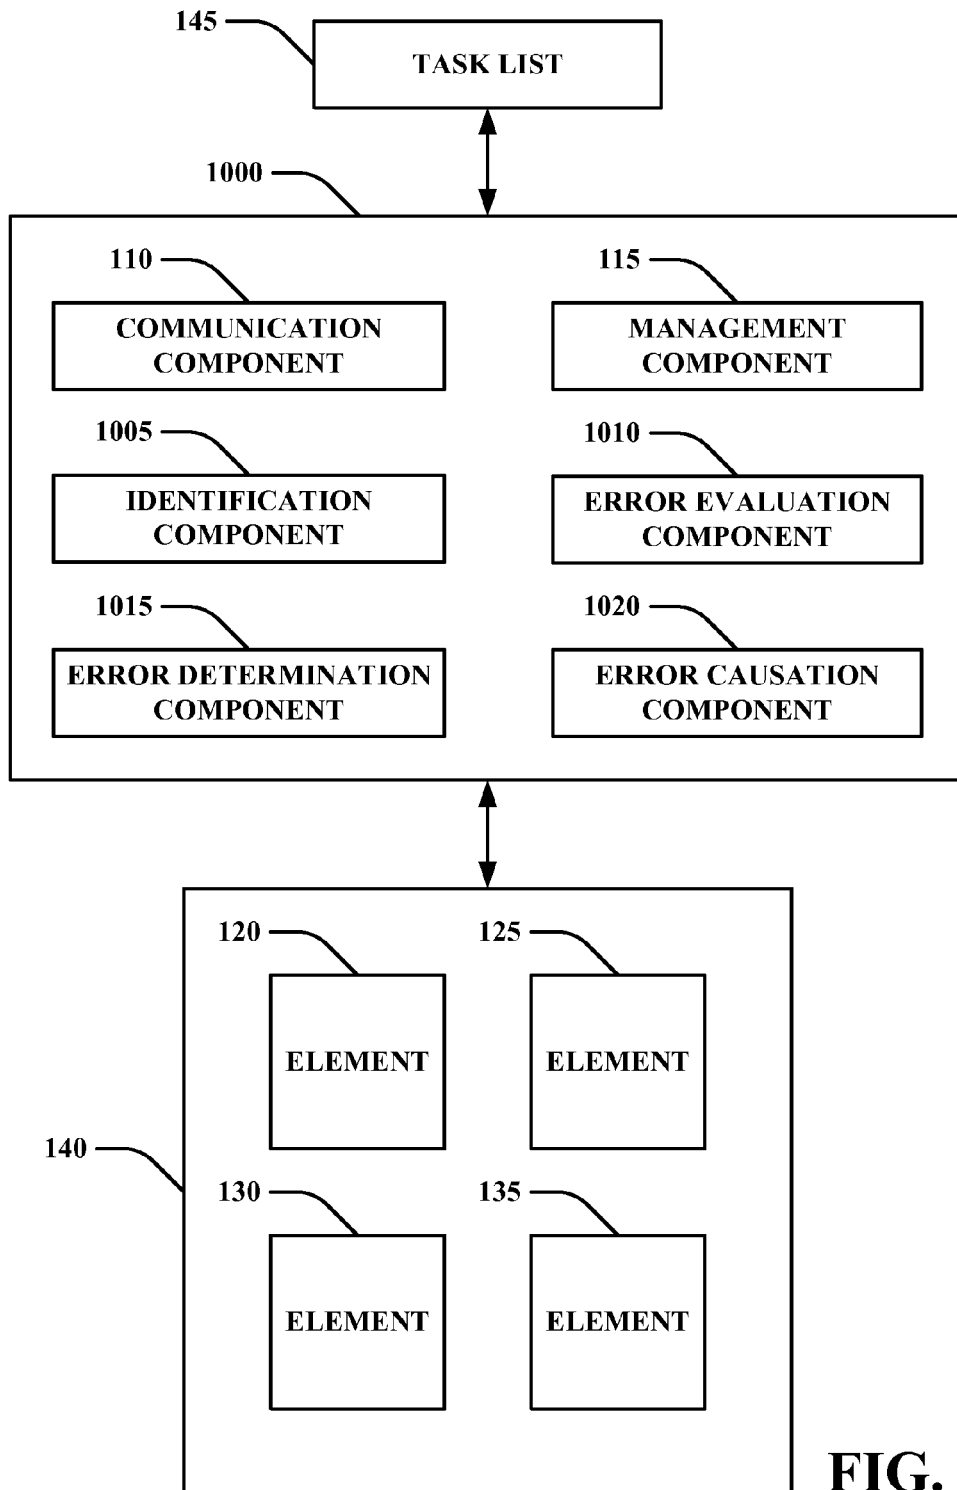 145
TASK LIST
1000
110
115
COMMUNICATION
COMPONENT
MANAGEMENT
COMPONENT
1005
1010
IDENTIFICATION
COMPONENT
ERROR EVALUATION
COMPONENT
1015
1020
ERROR DETERMINATION
COMPONENT
ERROR CAUSATION
COMPONENT
120
125
ELEMENT
ELEMENT
140
130
135
ELEMENT
ELEMENT
FIG.